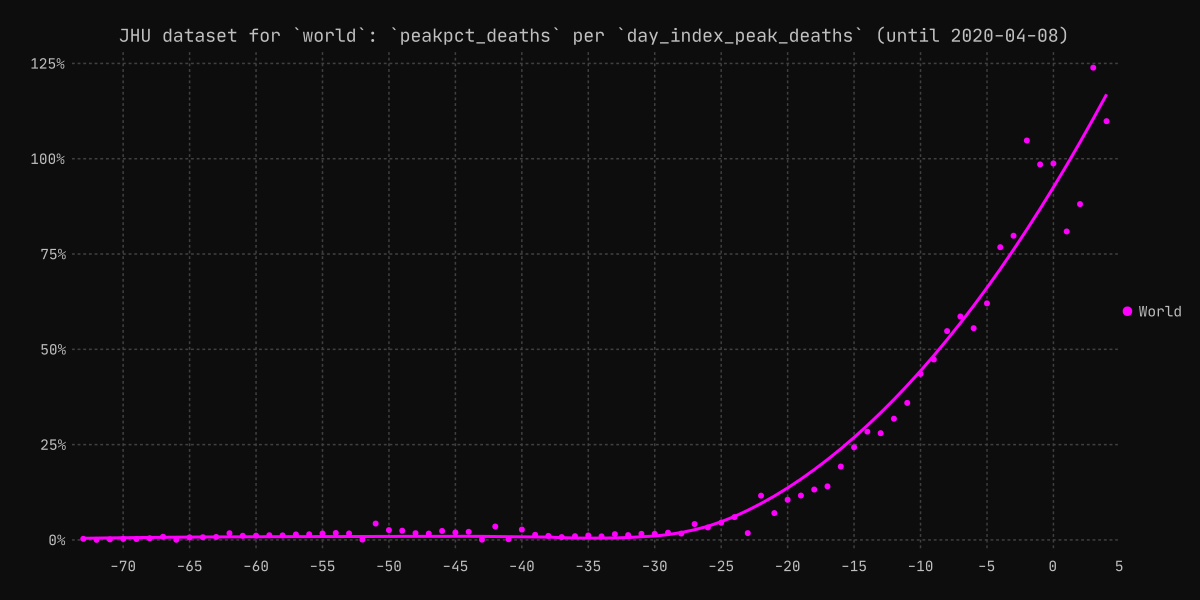 JHU dataset for `world`: `peakpct_deaths` per `day_index_peak_deaths` (until 2020-04-08)
125%
100%
75%
50%
25%
0%
-70 -65 -60 -55 -50 -45 -40 -35 -30 -25 -20 -15 -10 -5 0 5
World